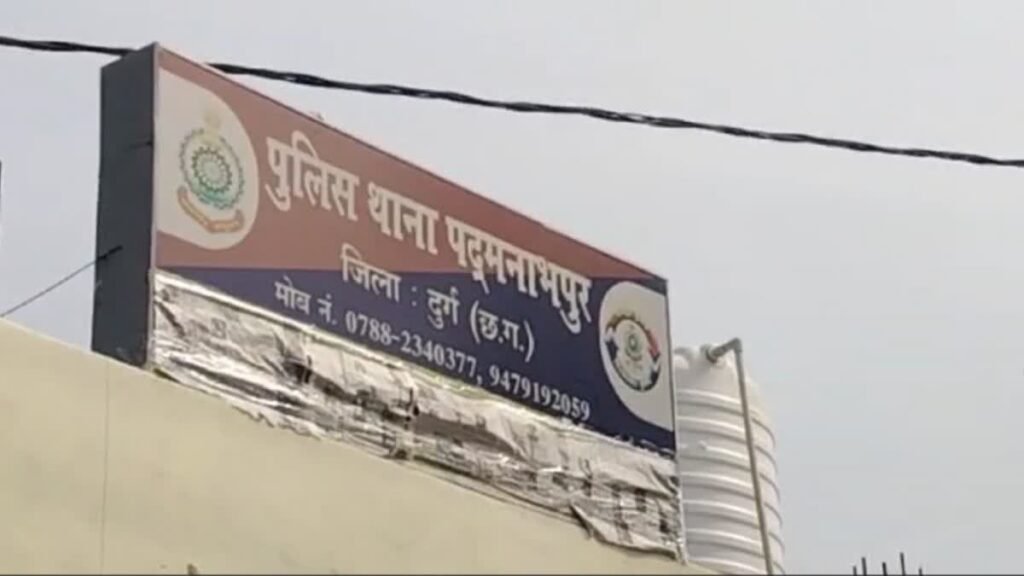 पुलिस थाना पद्मनाभपुर
जिला : दुर्ग (छ.ग.)
मोब नं. 0788-2340377, 9479192059